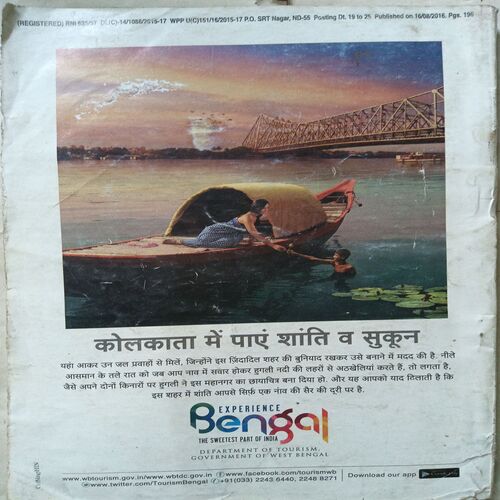 (REGISTERED) RNI 635/57 DL(C)-14/1086/2015-17 WPP U(C)151/16/2015-17 P.O. SRT Nagar, ND-55 Posting Dt. 19 to 25 Published on 16/08/2016. Pgs. 196
कोलकाता में पाएं शांति व सुकून
यहां आकर उन जल प्रवाहों से मिलें, जिन्होंने इस ज़िंदादिल शहर की बुनियाद रखकर उसे बनाने में मदद की है. नीले
आसमान के तले रात को जब आप नाव में सवार होकर हुगली नदी की लहरों से अठखेलियां करते हैं, तो लगता है,
जैसे अपने दोनों किनारों पर हुगली ने इस महानगर का छायाचित्र बना दिया हो. और यह आपको याद दिलाती है कि
इस शहर में शांति आपसे सिर्फ़ एक नाव की सैर की दूरी पर है.
EXPERIENCE
Bengal
THE SWEETEST PART OF INDIA
DEPARTMENT OF TOURISM,
GOVERNMENT OF WEST BENGAL
www.wbtourism.gov.in/www.wbtdc.gov.in www.facebook.com/tourismwb
www.twitter.com/TourismBengal +91(033) 2243 6440, 2248 8271
Download our app